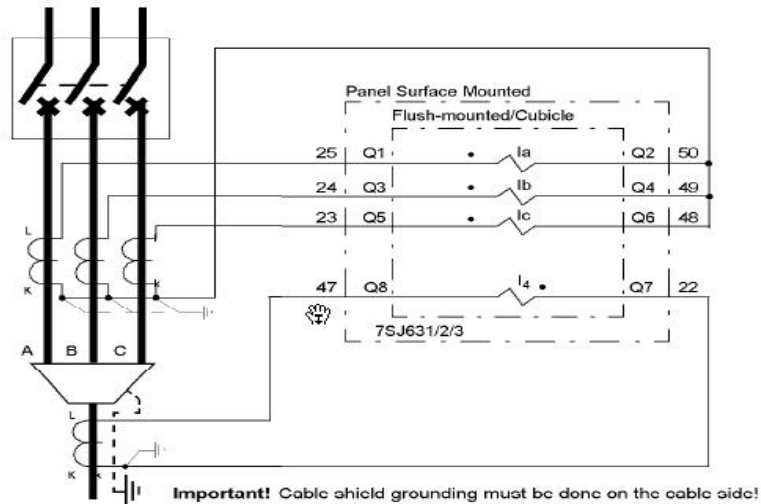 Panel Surface Mounted
Flush-mounted/Cubicle
25 Q1 Ia Q2 50
24 Q3 Ib Q4 49
23 Q5 Ic Q6 48
L
K k
47 Q8 I4 Q7 22
7SJ631/2/3
A B C
L
K k
Important! Cable shield grounding must be done on the cable side!